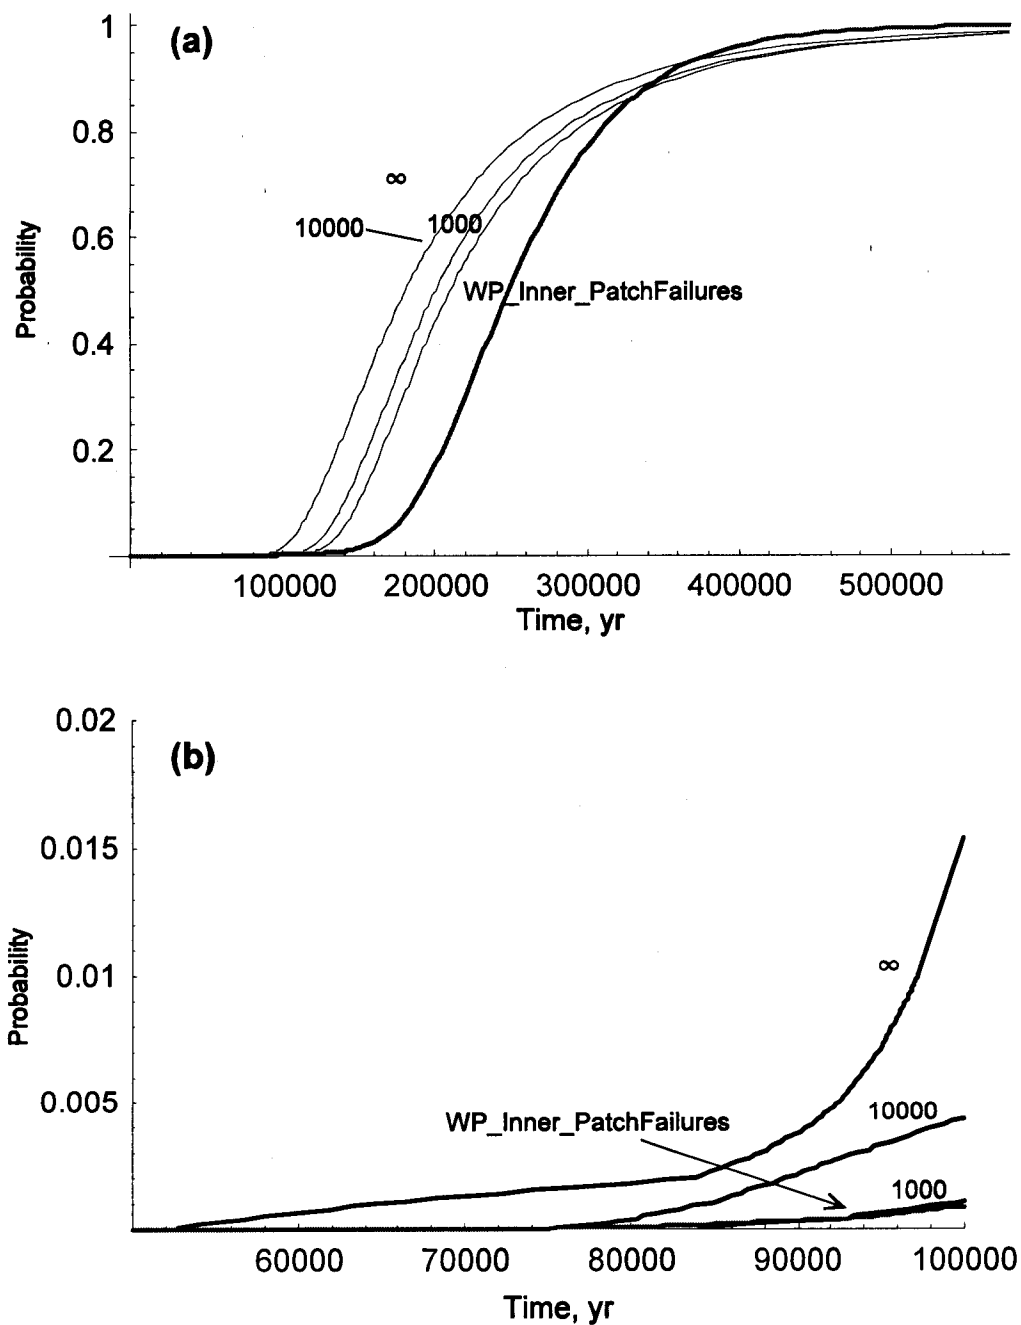 1
(a)
0.8
∞
10000
1000
0.6
WP_Inner_PatchFailures
0.4
0.2
Probability
100000 200000 300000 400000 500000
Time, yr
0.02
(b)
0.015
∞
0.01
0.005
10000
WP_Inner_PatchFailures
1000
Probability
60000 70000 80000 90000 100000
Time, yr